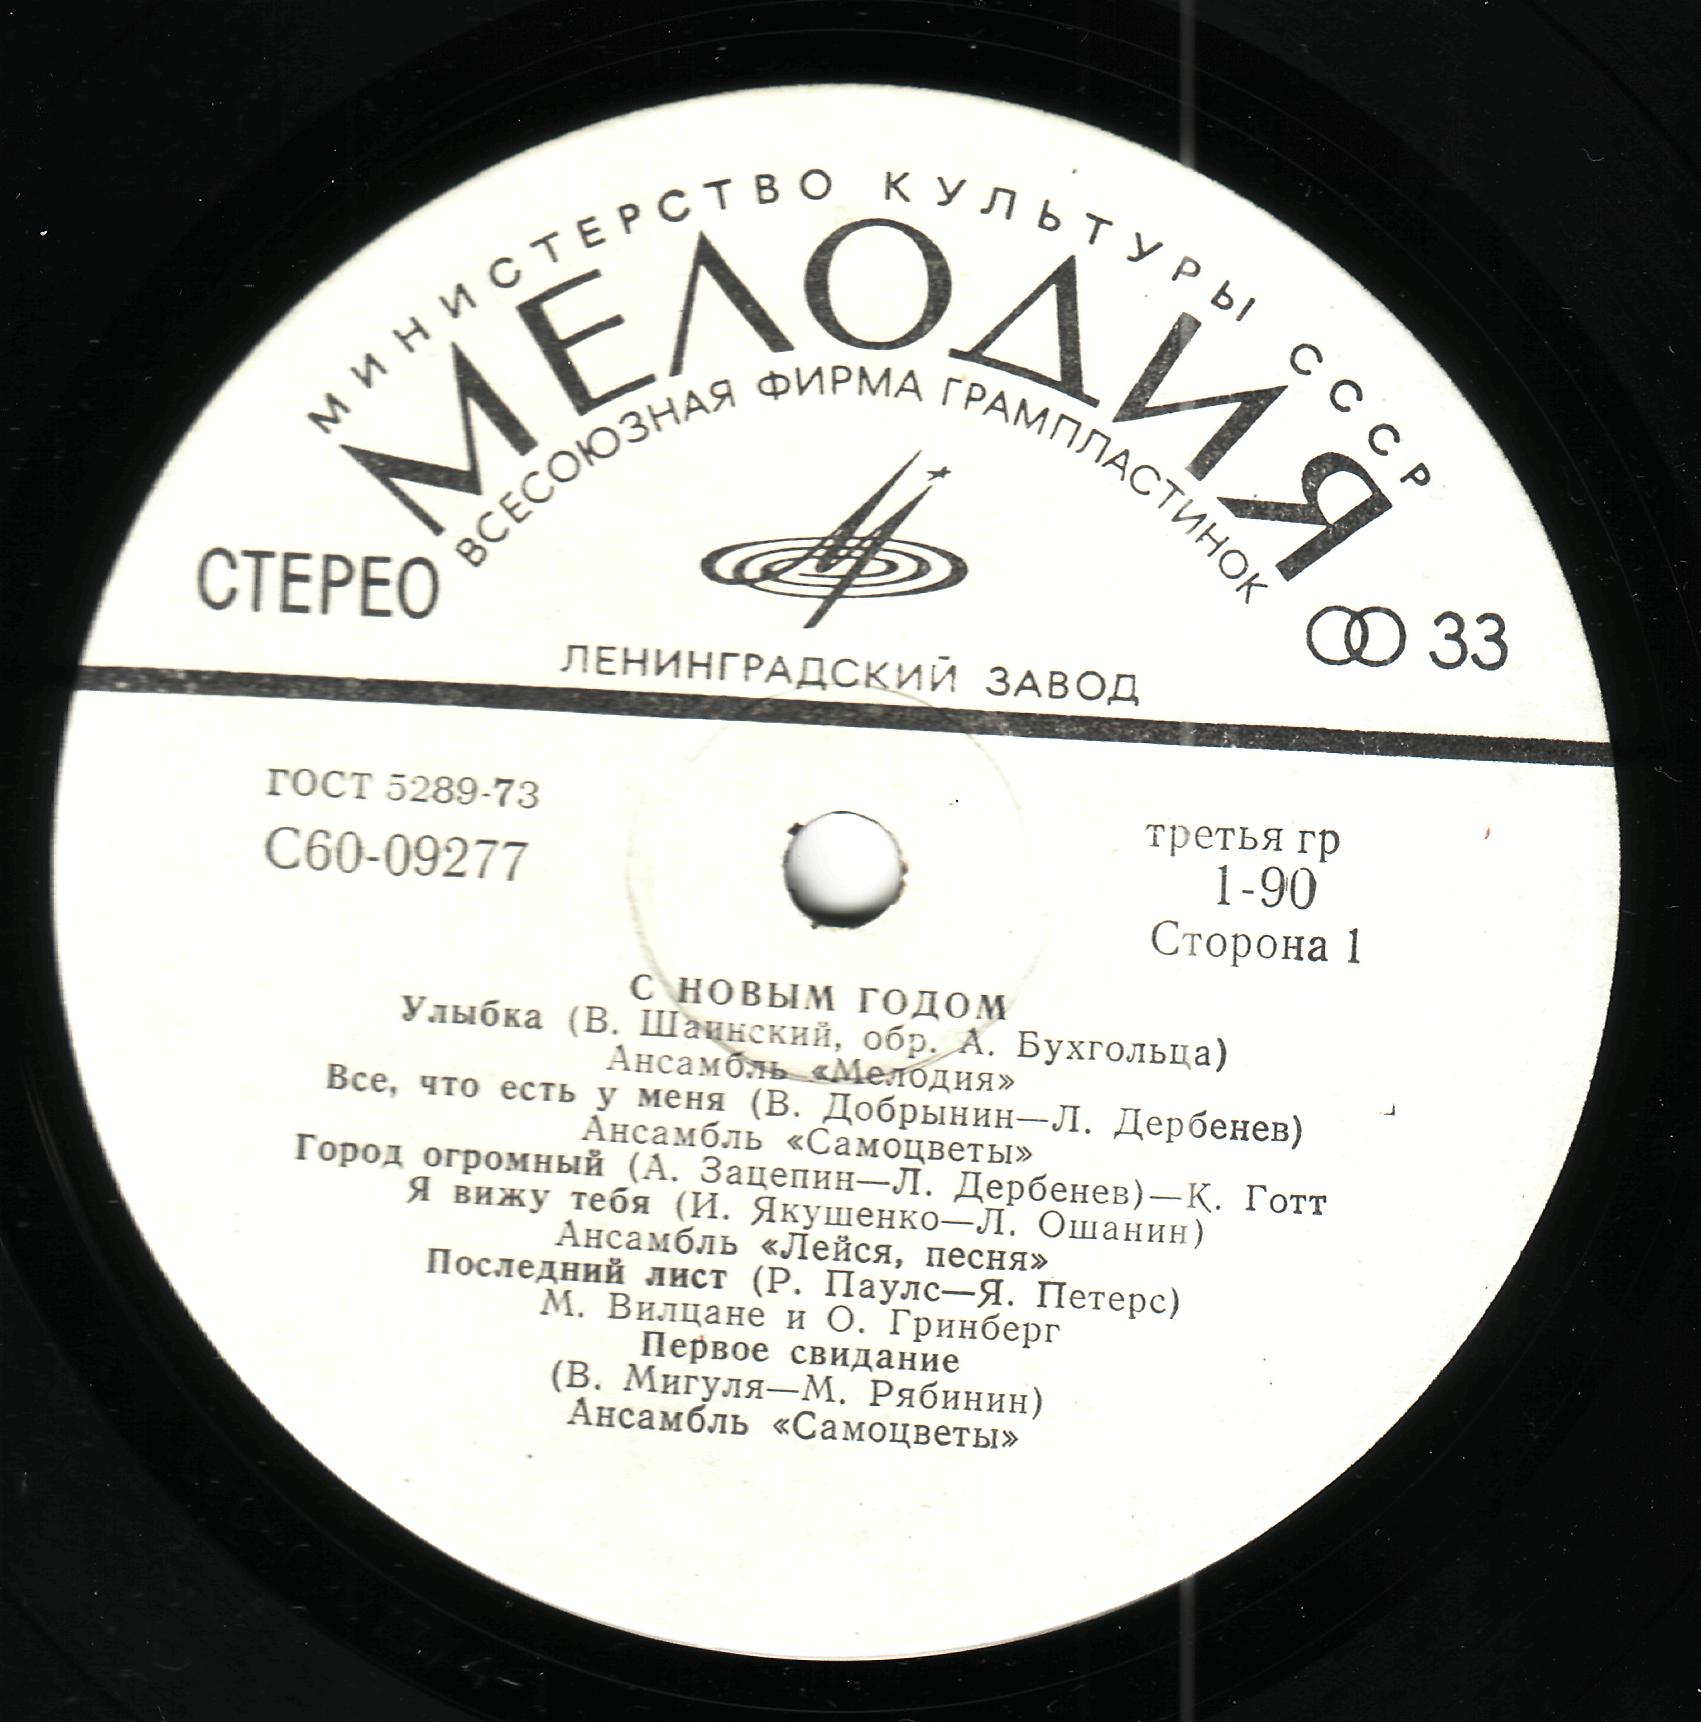 МИНИСТЕРСТВО КУЛЬТУРЫ СССР
МЕЛОДИЯ
ВСЕСОЮЗНАЯ ФИРМА ГРАМПЛАСТИНОК
СТЕРЕО
33
ЛЕНИНГРАДСКИЙ ЗАВОД
ГОСТ 5289-73
С60-09277
третья гр
1-90
Сторона 1
С НОВЫМ ГОДОМ
Улыбка (В. Шаинский, обр. А. Бухгольца)
Ансамбль «Мелодия»
Все, что есть у меня (В. Добрынин—Л. Дербенев)
Ансамбль «Самоцветы»
Город огромный (А. Зацепин—Л. Дербенев)—К. Готт
Я вижу тебя (И. Якушенко—Л. Ошанин)
Ансамбль «Лейся, песня»
Последний лист (Р. Паулс—Я. Петерс)
М. Вилцане и О. Гринберг
Первое свидание
(В. Мигуля—М. Рябинин)
Ансамбль «Самоцветы»